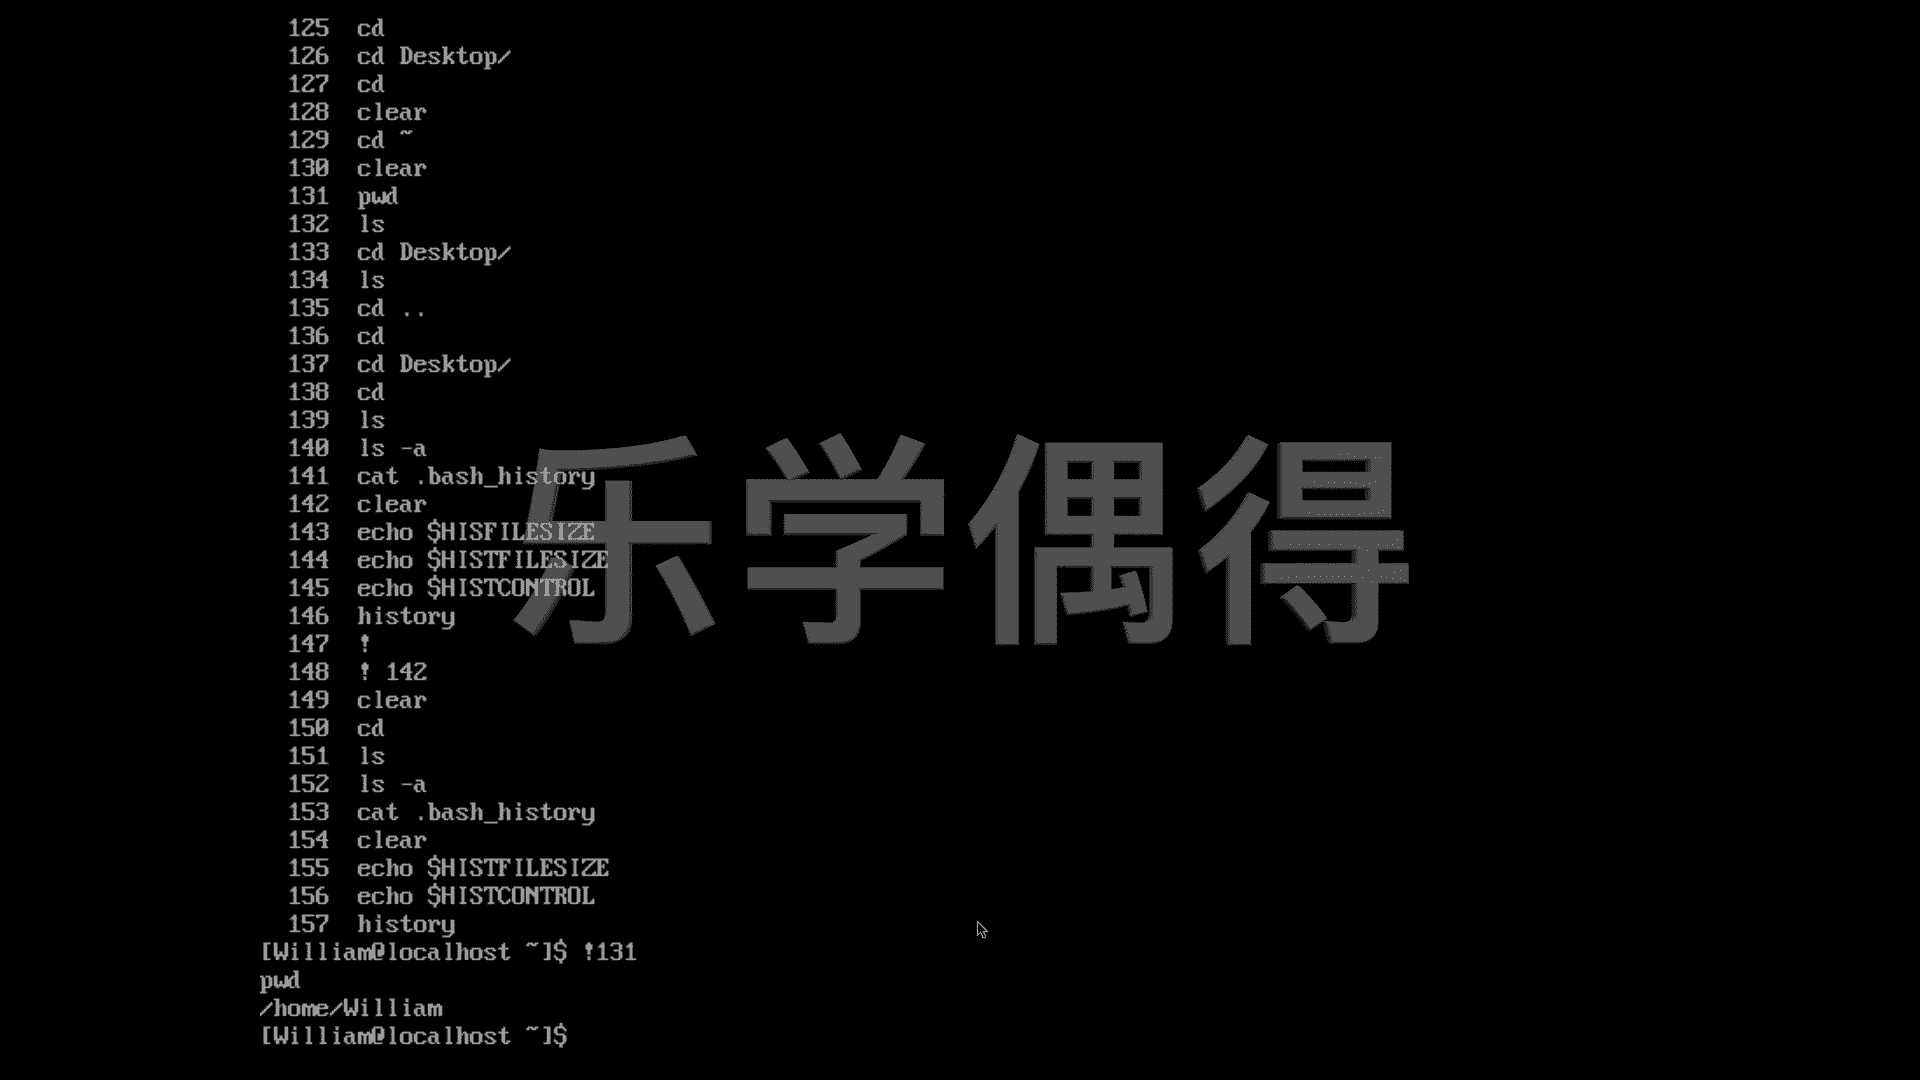 125  cd
126  cd Desktop/
127  cd
128  clear
129  cd ~
130  clear
131  pwd
132  ls
133  cd Desktop/
134  ls
135  cd ..
136  cd
137  cd Desktop/
138  cd
139  ls
140  ls -a
141  cat .bash_history
142  clear
143  echo $HISFILESIZE
144  echo $HISTFILESIZE
145  echo $HISTCONTROL
146  history
147  !
148  ! 142
149  clear
150  cd
151  ls
152  ls -a
153  cat .bash_history
154  clear
155  echo $HISTFILESIZE
156  echo $HISTCONTROL
157  history
[William@localhost ~]$ !131
pwd
/home/William
[William@localhost ~]$
乐学偶得